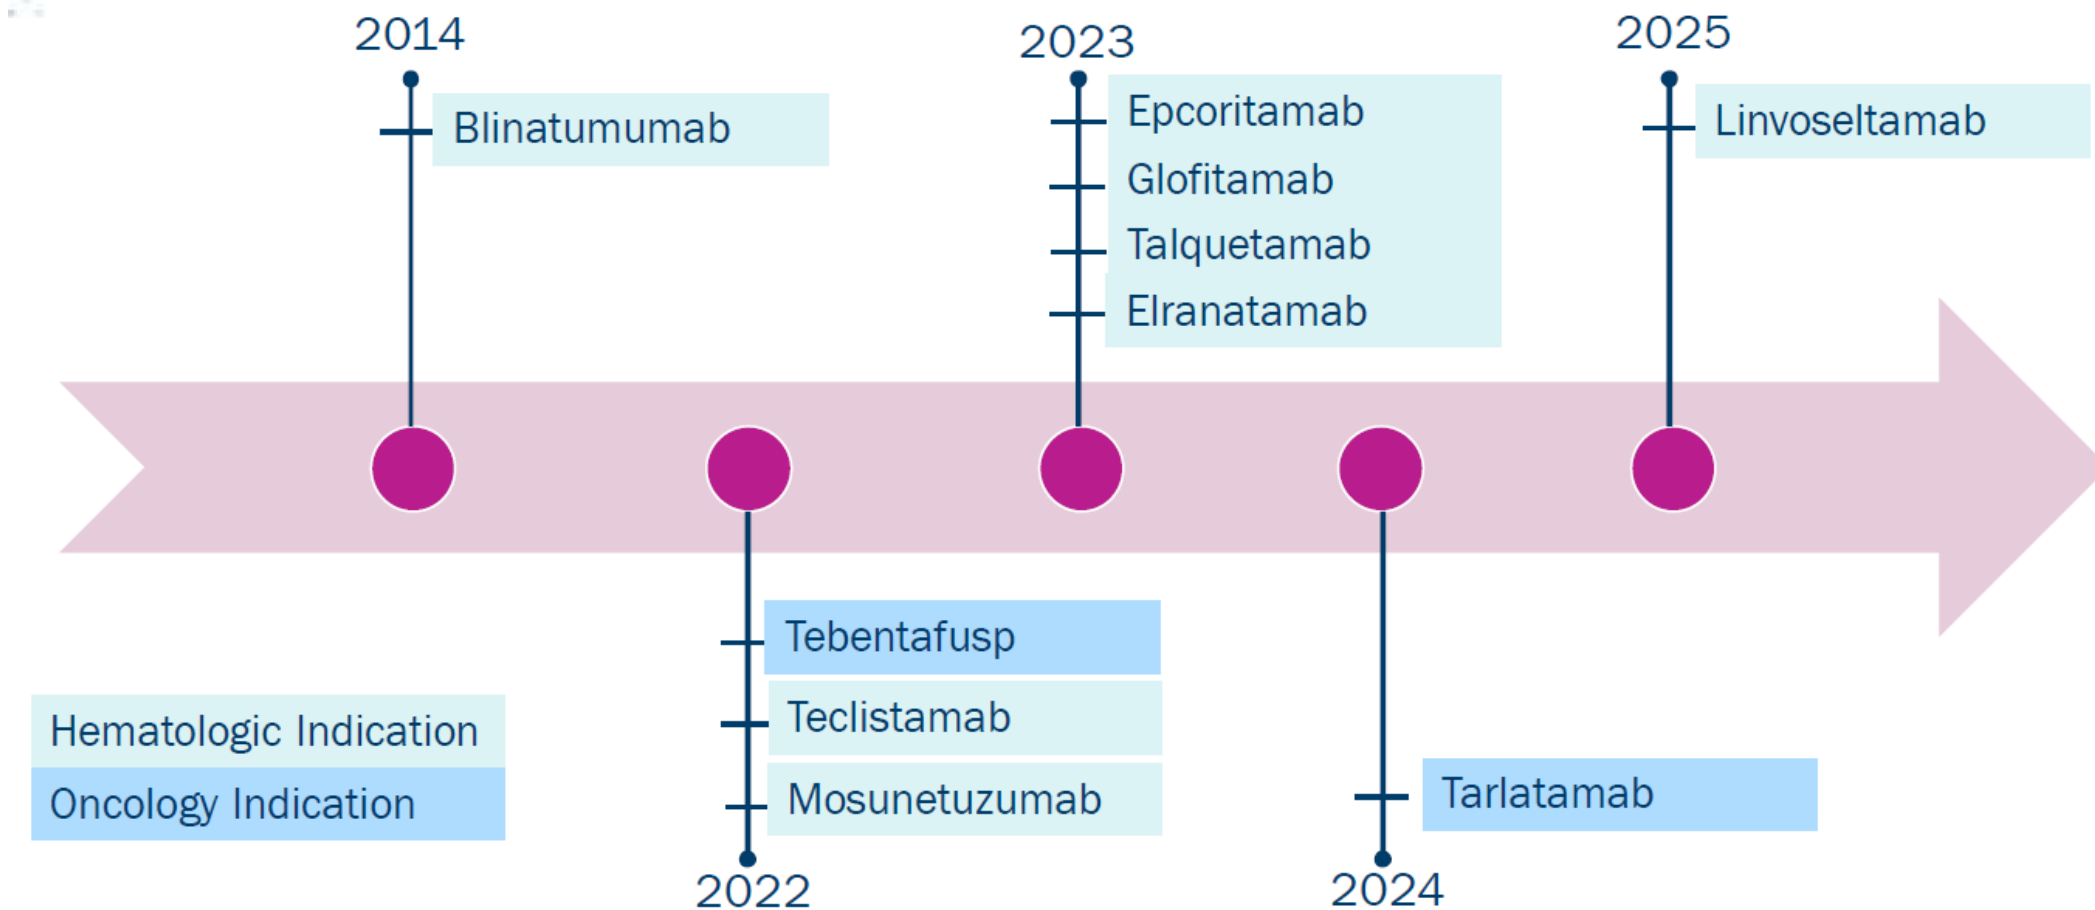 2014
Blinatumumab
2023
Epcoritamab
Glofitamab
Talquetamab
Elranatamab
2025
Linvoseltamab
Tebentafusp
Teclistamab
Mosunetuzumab
2022
Tarlatamab
2024
Hematologic Indication
Oncology Indication